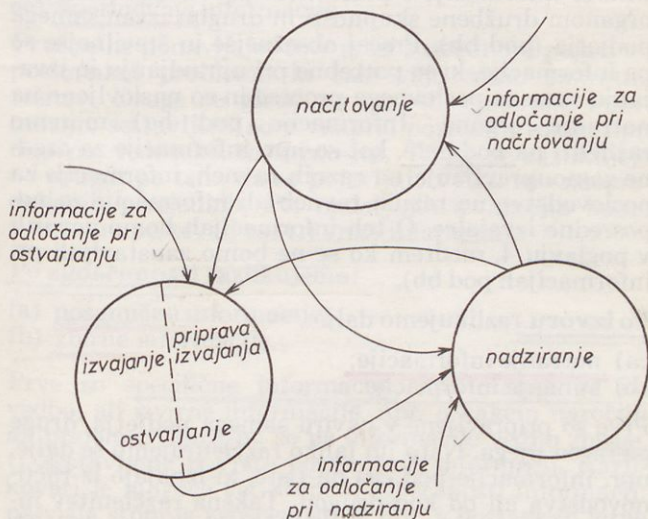 načrtovanje
informacije za
odločanje pri
načrtovanju
informacije za
odločanje pri
ostvarjanju
izvajanje
priprava
izvajanja
ostvarjanje
nadziranje
informacije
za odločanje
pri nadziranju